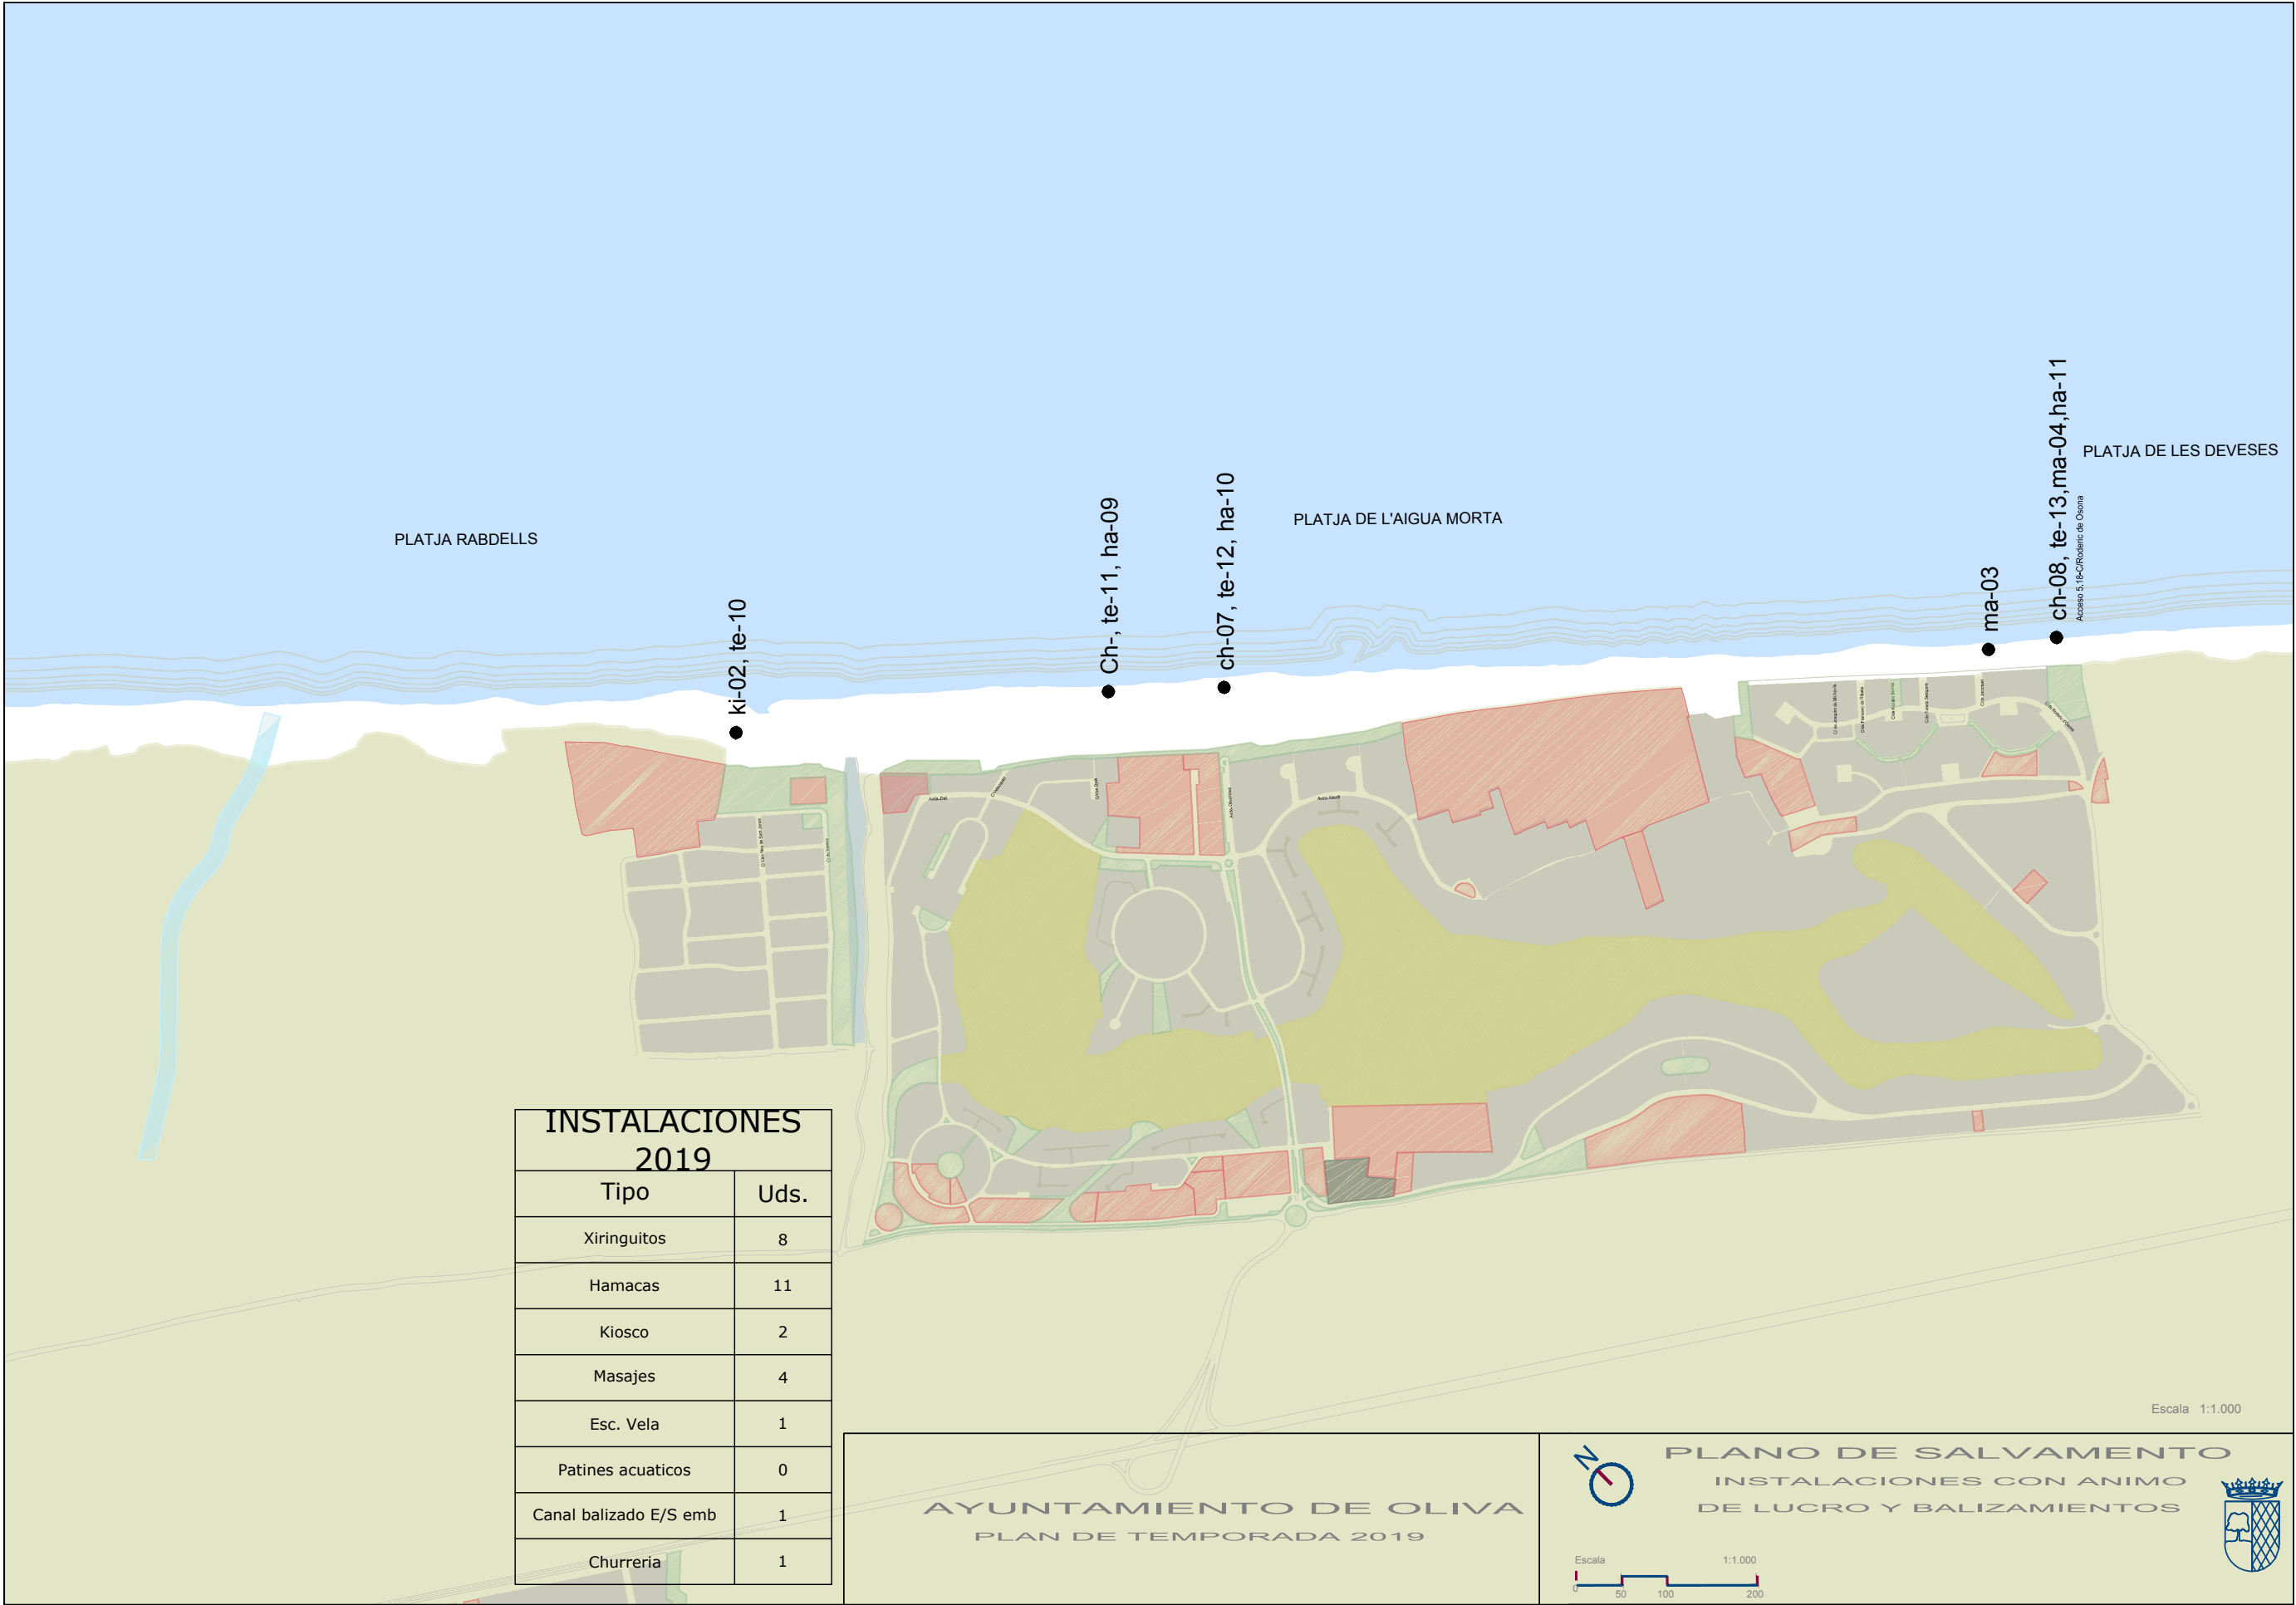 PLATJA RABDELLS
ki-02, te-10
Ch-, te-11, ha-09
ch-07, te-12, ha-10
PLATJA DE L'AIGUA MORTA
ma-03
ch-08, te-13,ma-04,ha-11
Acceso 5.18-C/Roderic de Osona
PLATJA DE LES DEVESES
INSTALACIONES
2019
Tipo Uds.
Xiringuitos 8
Hamacas 11
Kiosco 2
Masajes 4
Esc. Vela 1
Patines acuaticos 0
Canal balizado E/S emb 1
Churreria 1
AYUNTAMIENTO DE OLIVA
PLAN DE TEMPORADA 2019
Escala 1:1.000
N
PLANO DE SALVAMENTO
INSTALACIONES CON ANIMO
DE LUCRO Y BALIZAMIENTOS
Escala 1:1.000
0 50 100 200